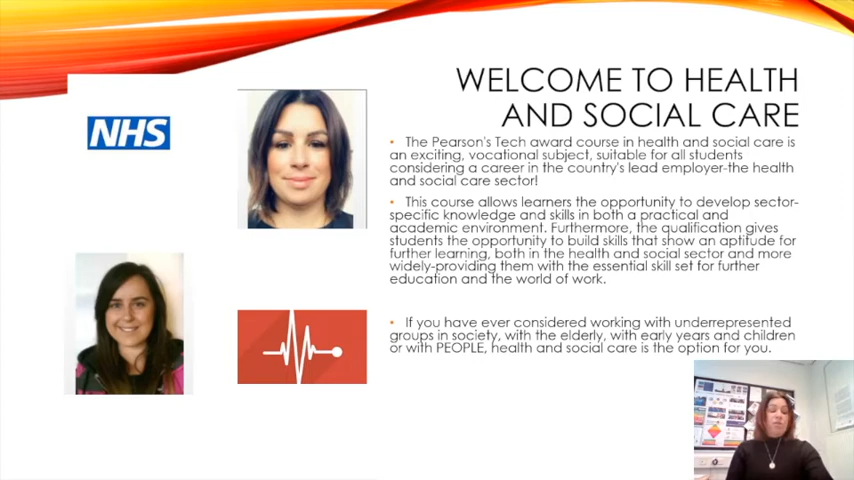 WELCOME TO HEALTH
AND SOCIAL CARE
NHS
• The Pearson's Tech award course in health and social care is
an exciting, vocational subject, suitable for all students
considering a career in the country's lead employer-the health
and social care sector!
• This course allows learners the opportunity to develop sector-
specific knowledge and skills in both a practical and
academic environment. Furthermore, the qualification gives
students the opportunity to build skills that show an aptitude for
further learning, both in the health and social sector and more
widely-providing them with the essential skill set for further
education and the world of work.
• If you have ever considered working with underrepresented
groups in society, with the elderly, with early years and children
or with PEOPLE, health and social care is the option for you.